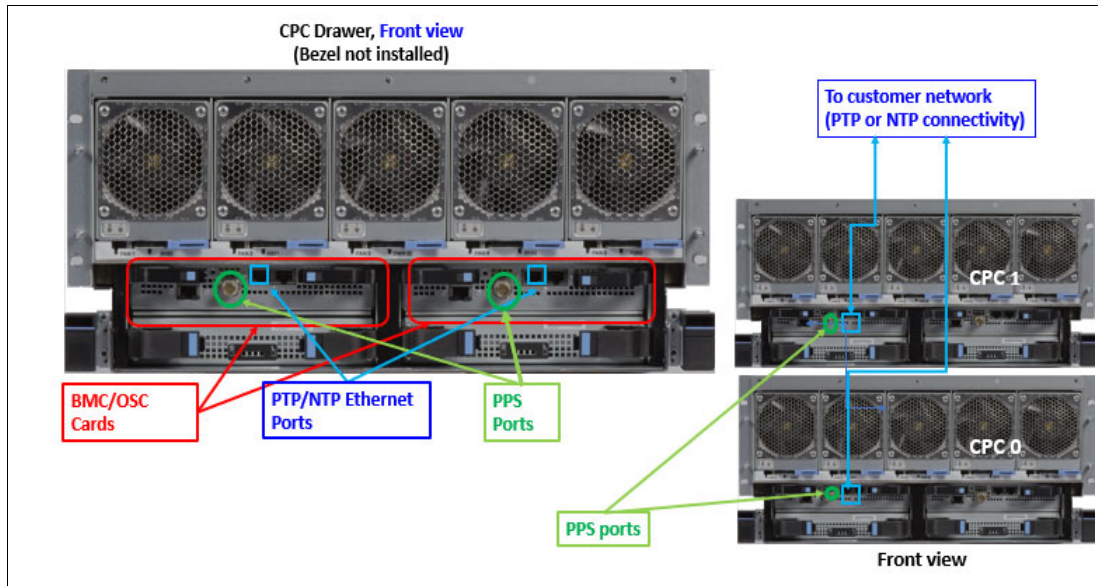 CPC Drawer, Front view
(Bezel not installed)
To customer network
(PTP or NTP connectivity)
CPC 1
BMC/OSC
Cards
PTP/NTP Ethernet
Ports
PPS
Ports
CPC 0
PPS ports
Front view